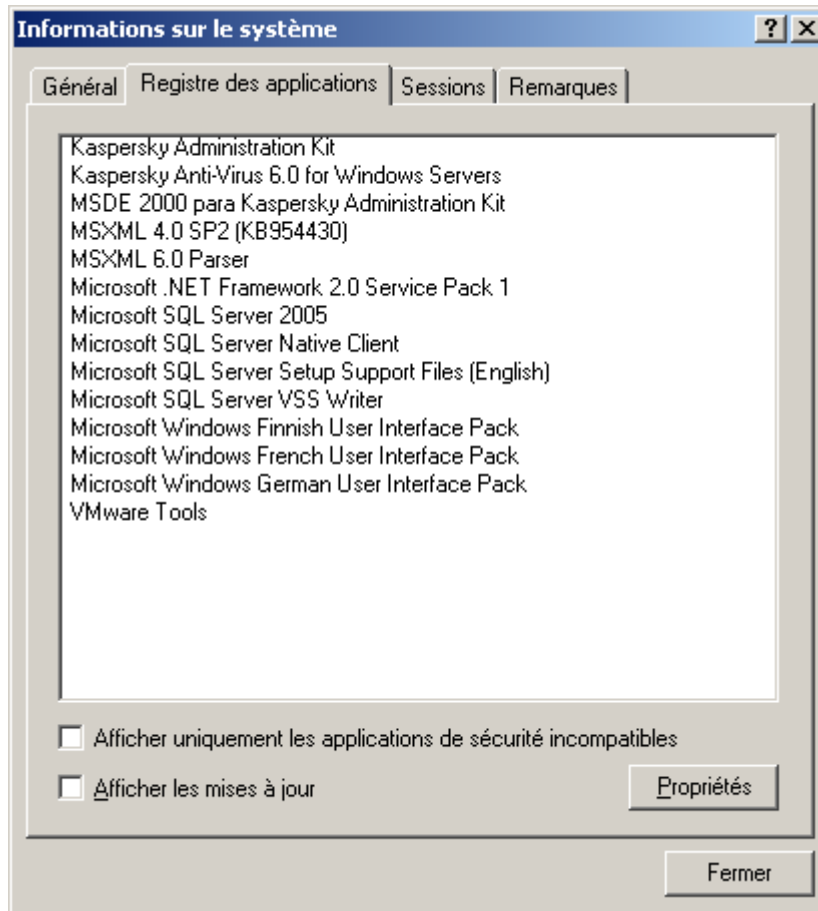 Informations sur le système
Général Registre des applications Sessions Remarques
Kaspersky Administration Kit
Kaspersky Anti-Virus 6.0 for Windows Servers
MSDE 2000 para Kaspersky Administration Kit
MSXML 4.0 SP2 (KB954430)
MSXML 6.0 Parser
Microsoft .NET Framework 2.0 Service Pack 1
Microsoft SQL Server 2005
Microsoft SQL Server Native Client
Microsoft SQL Server Setup Support Files (English)
Microsoft SQL Server VSS Writer
Microsoft Windows Finnish User Interface Pack
Microsoft Windows French User Interface Pack
Microsoft Windows German User Interface Pack
VMware Tools
Afficher uniquement les applications de sécurité incompatibles
Afficher les mises à jour
Propriétés
Fermer